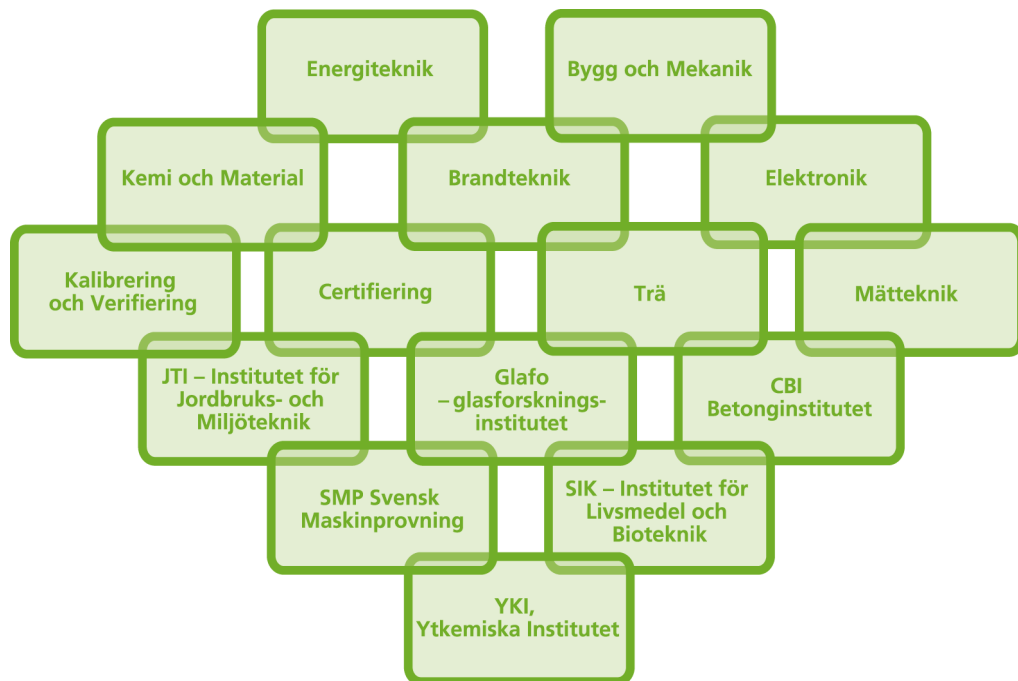 Energiteknik
Bygg och Mekanik
Kemi och Material
Brandteknik
Elektronik
Kalibrering
och Verifiering
Certifiering
Trä
Mätteknik
JTI – Institutet för
Jordbruks- och
Miljöteknik
Glafo
– glasforsknings-
institutet
CBI
Betonginstitutet
SMP Svensk
Maskinprovning
SIK – Institutet för
Livsmedel och
Bioteknik
YKI,
Ytkemiska Institutet